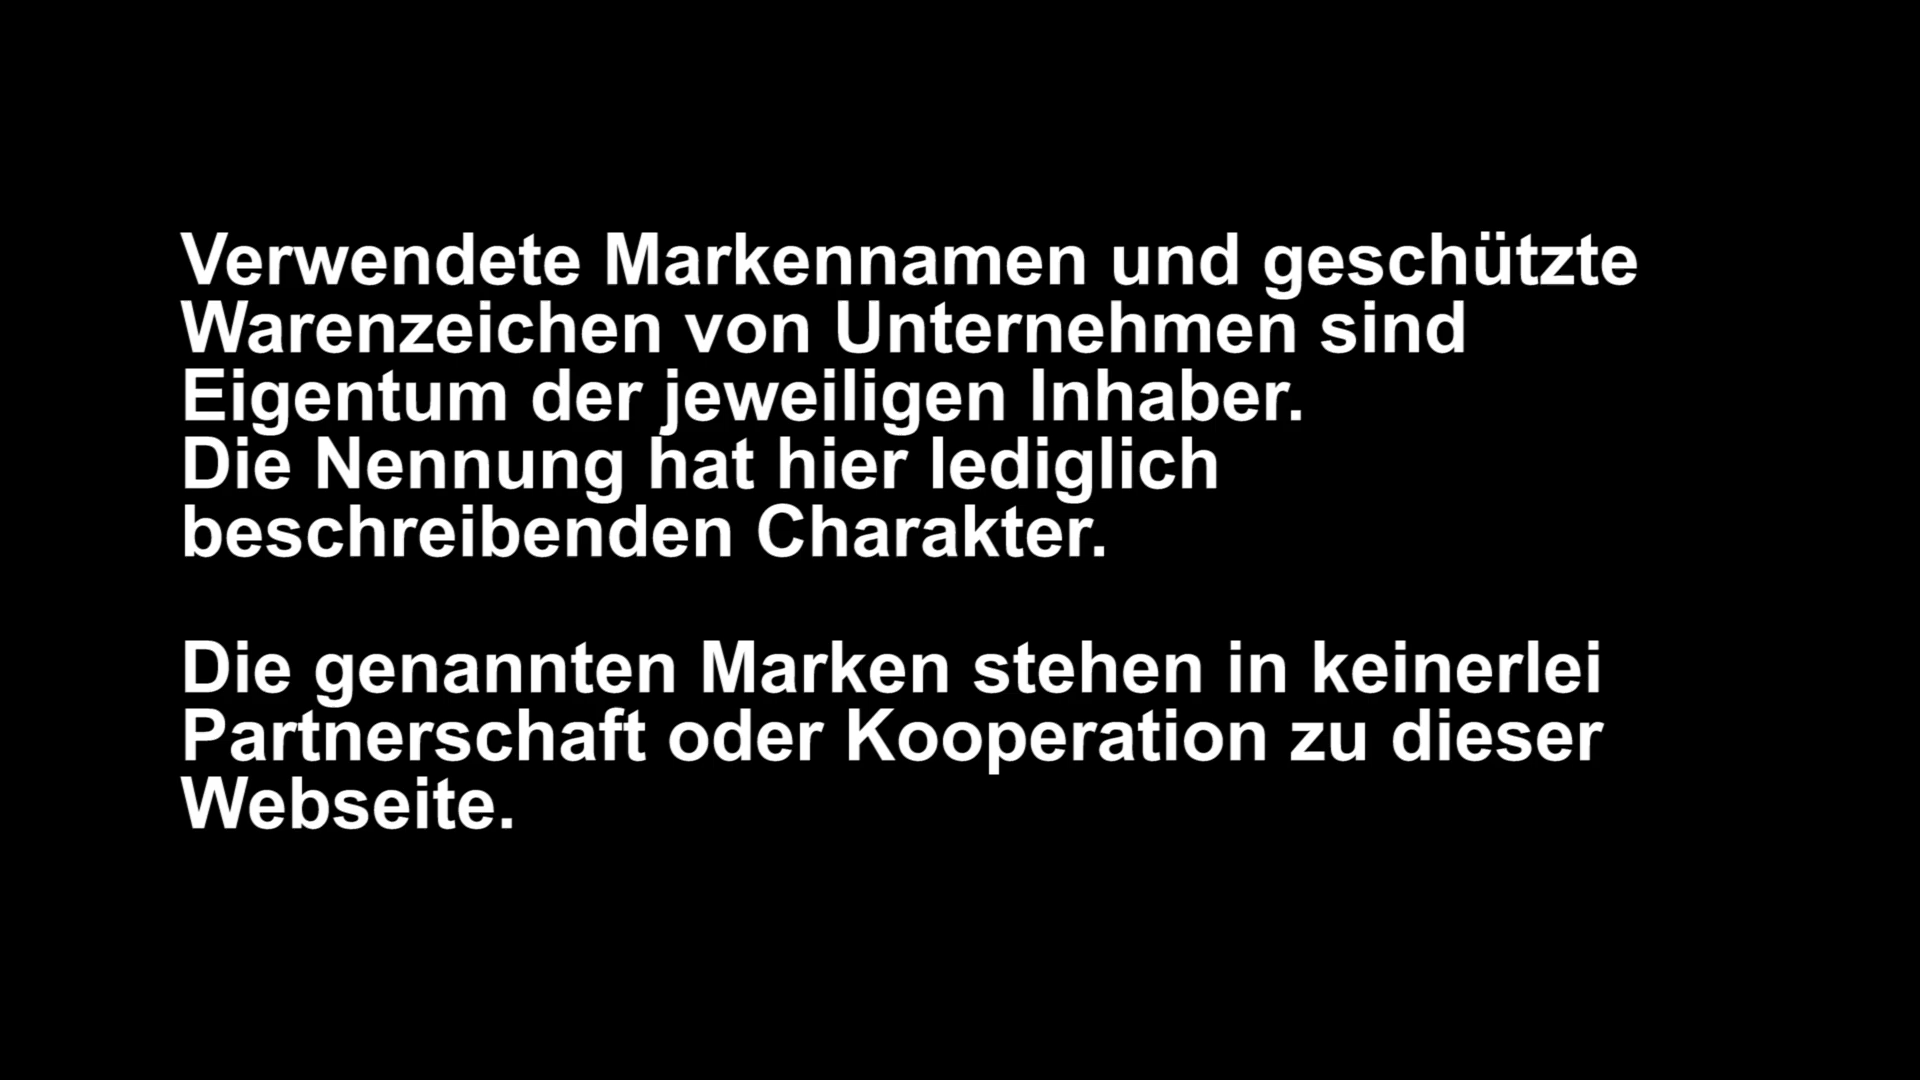 Verwendete Markennamen und geschützte
Warenzeichen von Unternehmen sind
Eigentum der jeweiligen Inhaber.
Die Nennung hat hier lediglich
beschreibenden Charakter.
Die genannten Marken stehen in keinerlei
Partnerschaft oder Kooperation zu dieser
Webseite.